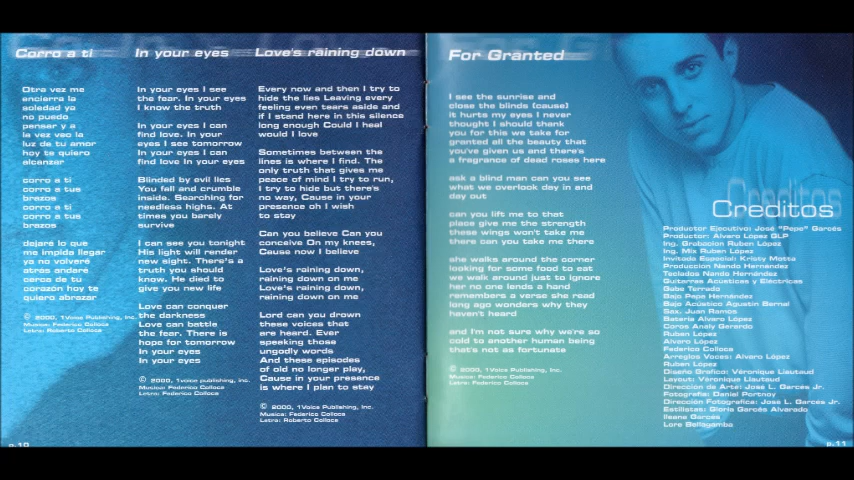 Corro a ti
Otra vez me
encierra la
soledad ya
no puedo
pensar y a
la vez veo la
luz de tu amor
hoy te quiero
alcanzar
corro a ti
corro a tus
brazos
corro a ti
corro a tus
brazos
dejaré lo que
me impida llegar
ya no volveré
atrás andaré
cerca de tu
corazón hoy te
quiero abrazar
© 2000, 1Voice Publishing, Inc.
Musica: Federico Colloca
Letra: Roberto Colloca
In your eyes
In your eyes I see
the fear. In your eyes
I know the truth
In your eyes I can
find love. In your
eyes I see tomorrow
In your eyes I can
find love In your eyes
Blinded by evil lies
You fall and crumble
inside. Searching for
needless highs. At
times you barely
survive
I can see you tonight
His light will render
new sight. There's a
truth you should
know. He died to
give you new life
Love can conquer
the darkness
Love can battle
the fear. There is
hope for tomorrow
In your eyes
In your eyes
© 2000, 1Voice publishing, Inc.
Musica: Federico Colloca
Letra: Federico Colloca
Love's raining down
Every now and then I try to
hide the lies Leaving every
feeling even tears aside and
if I stand here in this silence
long enough Could I heal
would I love
Sometimes between the
lines is where I find. The
only truth that gives me
peace of mind I try to run,
I try to hide but there's
no way, Cause in your
presence oh I wish
to stay
Can you believe Can you
conceive On my knees,
Cause now I believe
Love's raining down,
raining down on me
Love's raining down,
raining down on me
Lord can you drown
these voices that
are heard. Ever
speeking those
ungodly words
And these episodes
of old no longer play,
Cause in your presence
is where I plan to stay
© 2000, 1Voice Publishing, Inc.
Musica: Federico Colloca
Letra: Roberto Colloca
p.10
For Granted
I see the sunrise and
close the blinds (cause)
it hurts my eyes I never
thought I should thank
you for this we take for
granted all the beauty that
you've given us and there's
a fragrance of dead roses here
ask a blind man can you see
what we overlook day in and
day out
can you lift me to that
place give me the strength
these wings won't take me
there can you take me there
she walks around the corner
looking for some food to eat
we walk around just to ignore
her no one lends a hand
remembers a verse she read
long ago wonders why they
haven't heard
and I'm not sure why we're so
cold to another human being
that's not as fortunate
© 2000, 1Voice Publishing, Inc.
Musica: Federico Colloca
Letra: Federico Colloca
Creditos
Creditos
Productor Ejecutivo: José "Pepe" Garcés
Productor: Alvaro López GLP
Ing. Grabacion Ruben López
Ing. Mix Ruben López
Invitada Especial: Kristy Motta
Produccion Nando Hernández
Teclados Nando Hernández
Guitarras Acústicas y Eléctricas
Gabe Terrado
Bajo Pepe Hernández
Bajo Acústico Agustin Bernal
Sax. Juan Ramos
Bateria Alvaro López
Coros Analy Gerardo
Ruben López
Alvaro López
Federico Colloca
Arreglos Voces: Alvaro López
Ruben López
Diseño Grafico: Véronique Liautaud
Layout: Véronique Liautaud
Direccion de Arte: José L. Garcés Jr.
Fotografia: Daniel Portnoy
Dirección Fotografica: José L. Garcés Jr.
Estilistas: Gloria Garcés Alvarado
Ileane Garcés
Lore Bellagamba
p.11